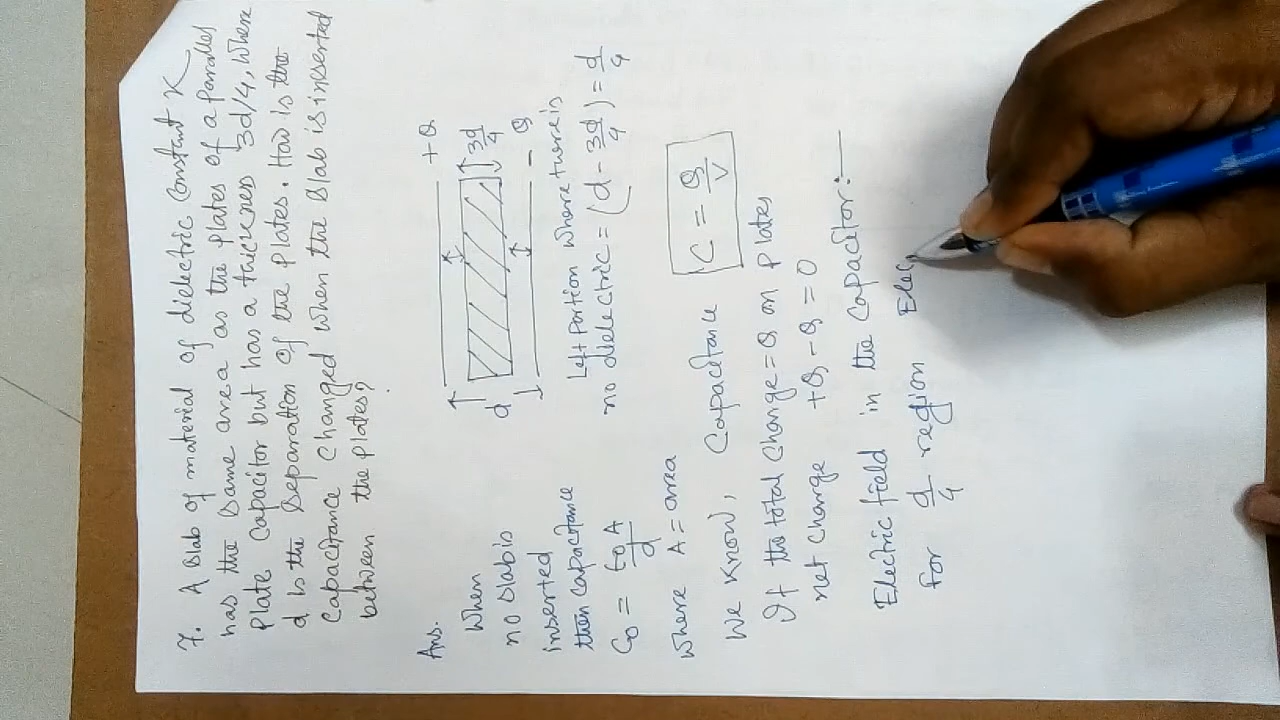 7. A slab of material of dielectric constant K
has the same area as the plates of a parallel
plate capacitor but has a thickness 3d/4, where
d is the separation of the plates. How is the
capacitance changed when the slab is inserted
between the plates?
Ans.
When
no slab is
inserted
then capacitance
C₀ = ε₀A/d
where A = area
+Q
d
K
3d/4
- Q
Left portion where there is
no dielectric = (d - 3d/4) = d/4
We know, Capacitance C = Q/V
If the total charge = Q on plates
net charge +Q - Q = 0
Electric field in the capacitor:—
for d/4 region Elec